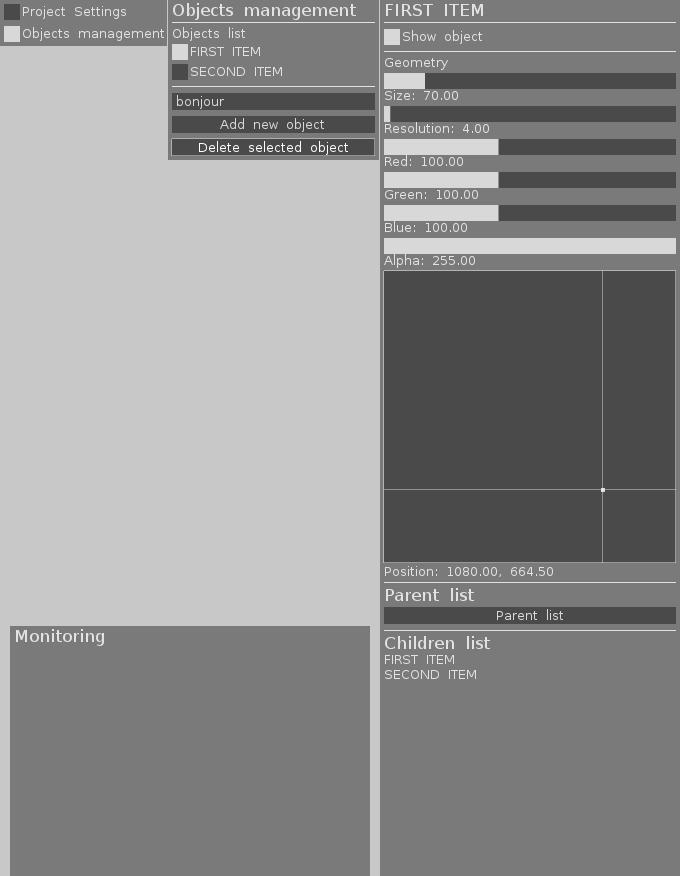 Project Settings
Objects management
Objects management
Objects list
FIRST ITEM
SECOND ITEM
bonjour
Add new object
Delete selected object
FIRST ITEM
Show object
Geometry
Size: 70.00
Resolution: 4.00
Red: 100.00
Green: 100.00
Blue: 100.00
Alpha: 255.00
Position: 1080.00, 664.50
Parent list
Parent list
Children list
FIRST ITEM
SECOND ITEM
Monitoring